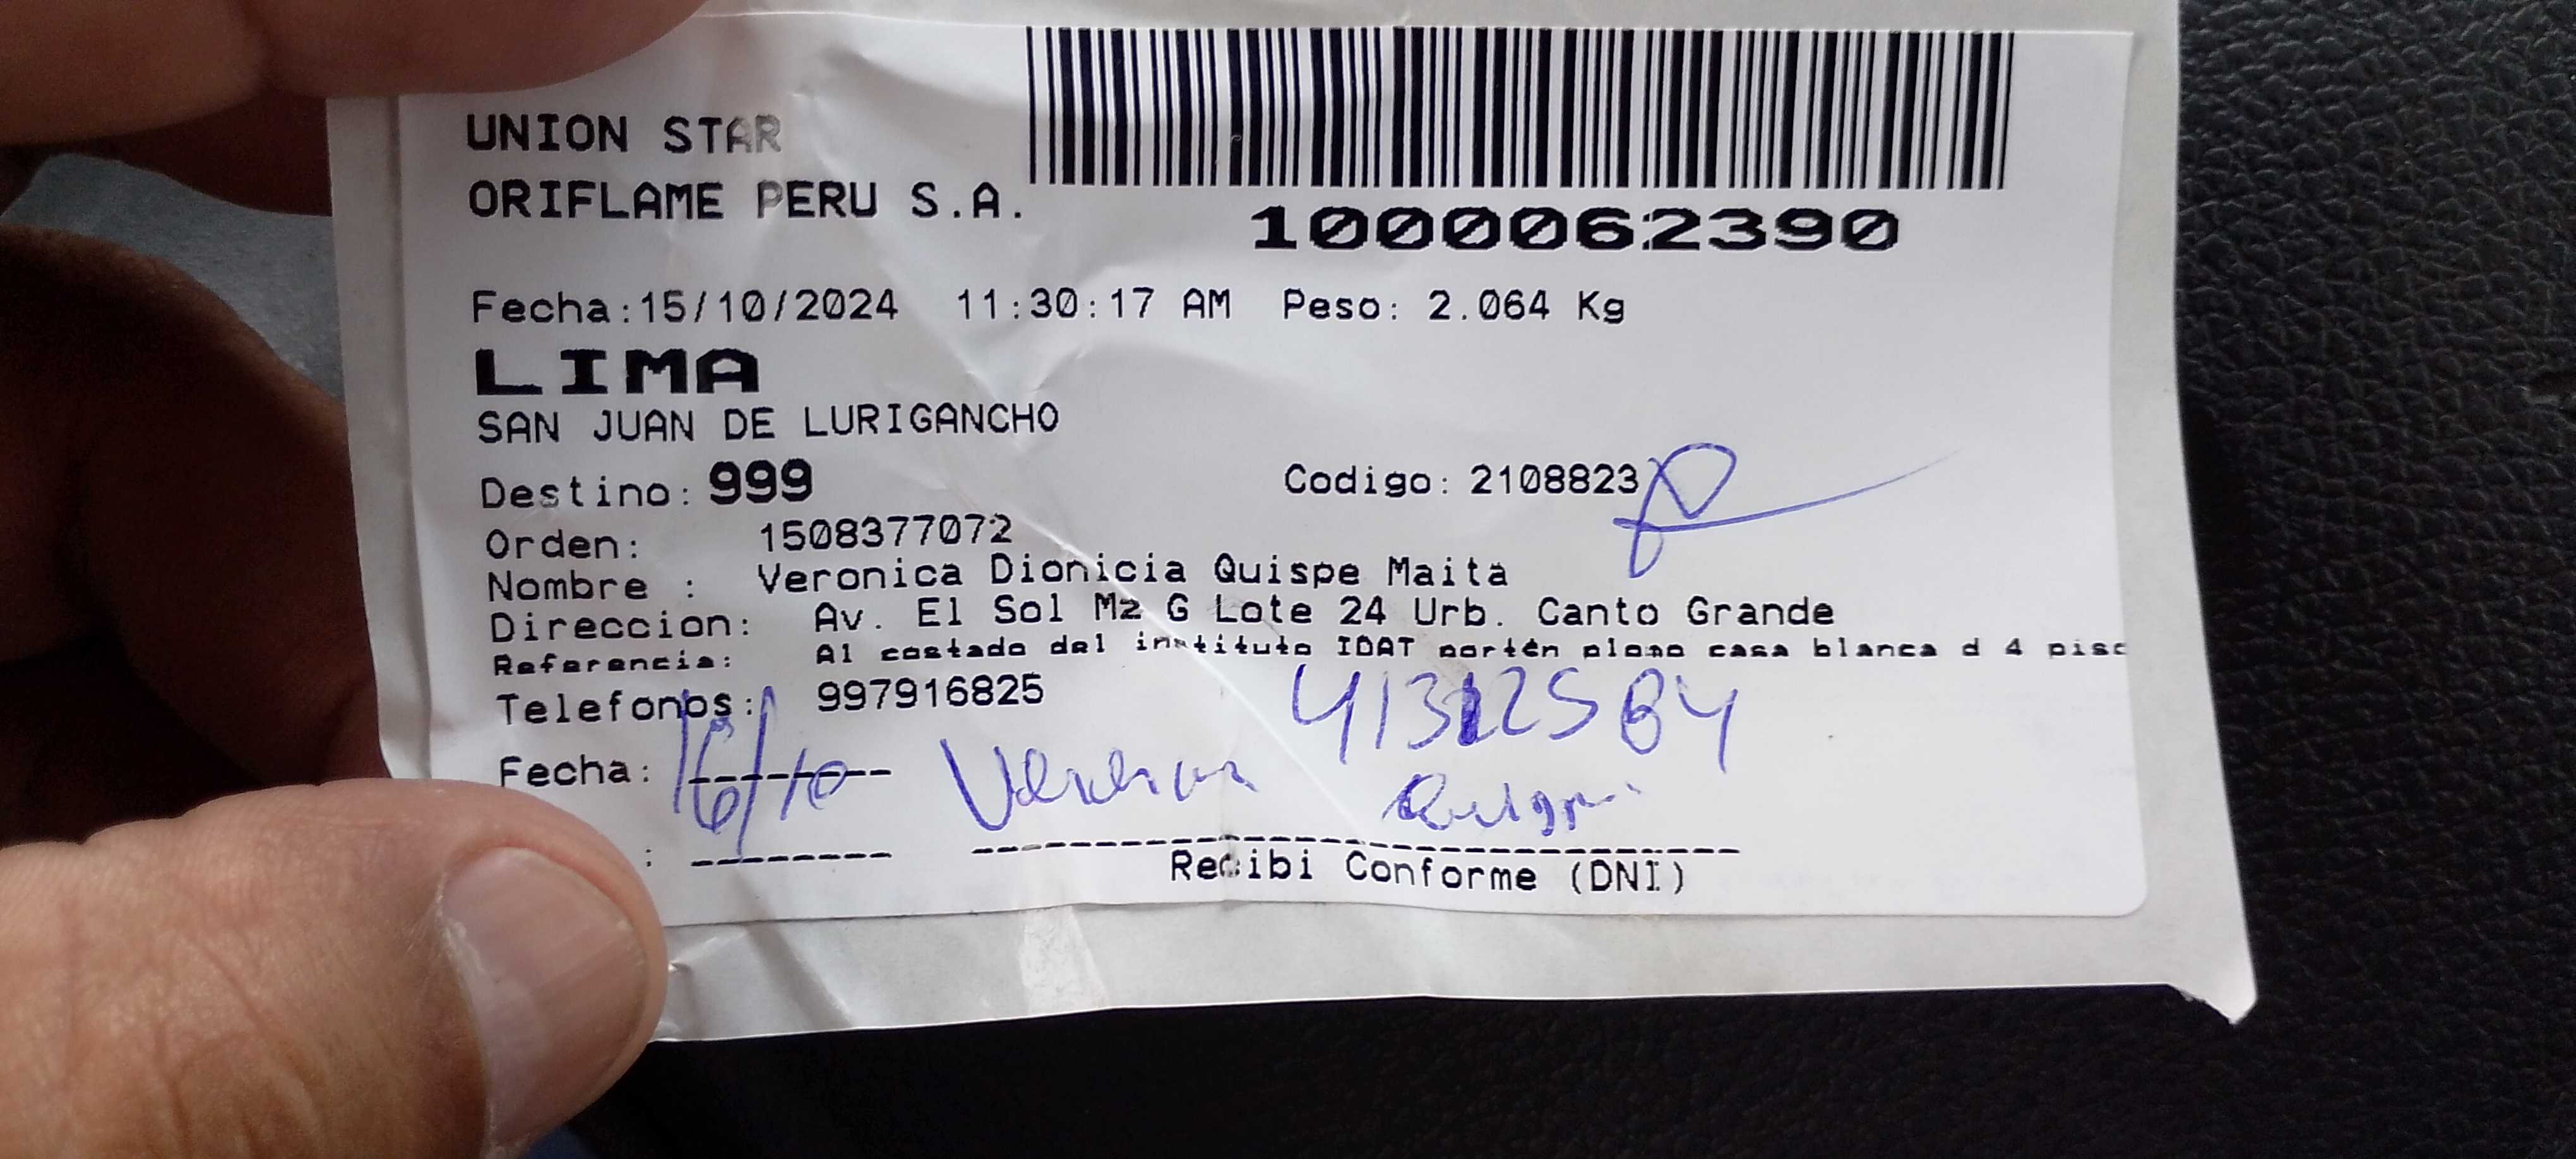 UNION STAR
ORIFLAME PERU S.A.
1000062390
Fecha:15/10/2024 11:30:17 AM Peso: 2.064 Kg
LIMA
SAN JUAN DE LURIGANCHO
Destino: 999 Codigo: 2108823
Orden: 1508377072
Nombre : Veronica Dionicia Quispe Maita
Direccion: Av. El Sol Mz G Lote 24 Urb. Canto Grande
Referencia: Al costado del instituto IDAT portén plomo casa blanca d 4 pisc
Telefonos: 997916825
Fecha: 16/10
Recibi Conforme (DNI)